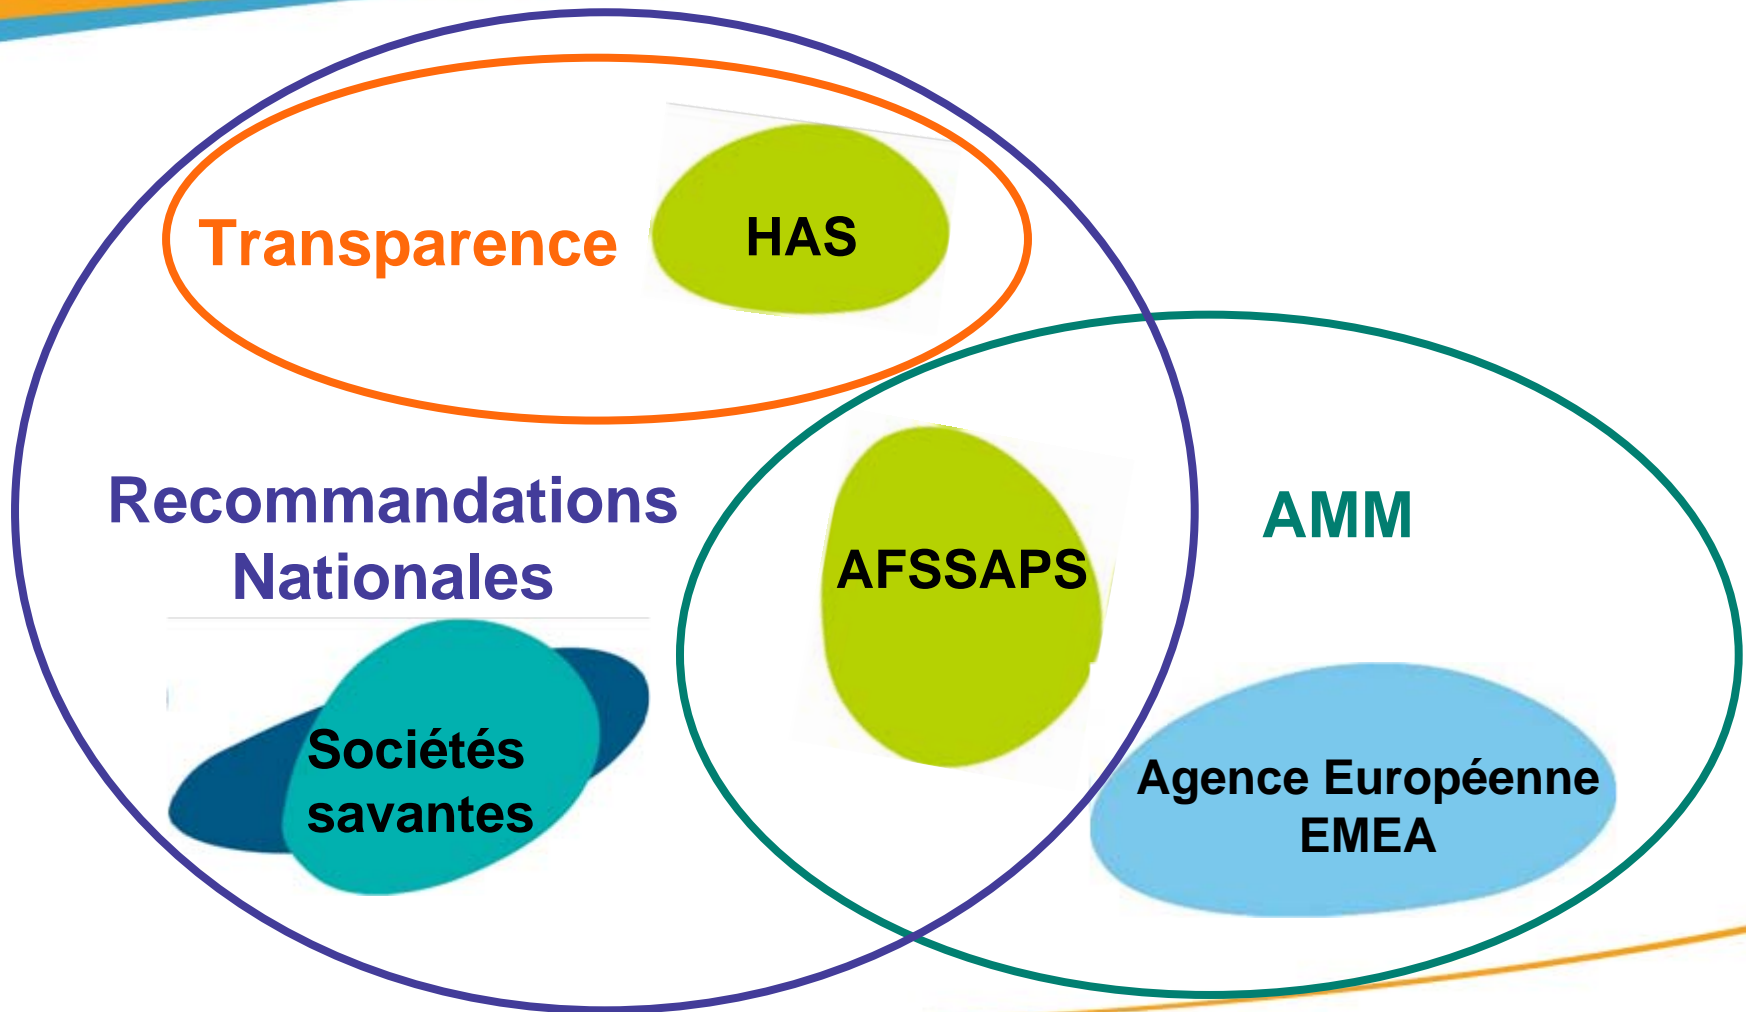 Transparence
HAS
Recommandations
Nationales
AMM
AFSSAPS
Sociétés
savantes
Agence Européenne
EMEA